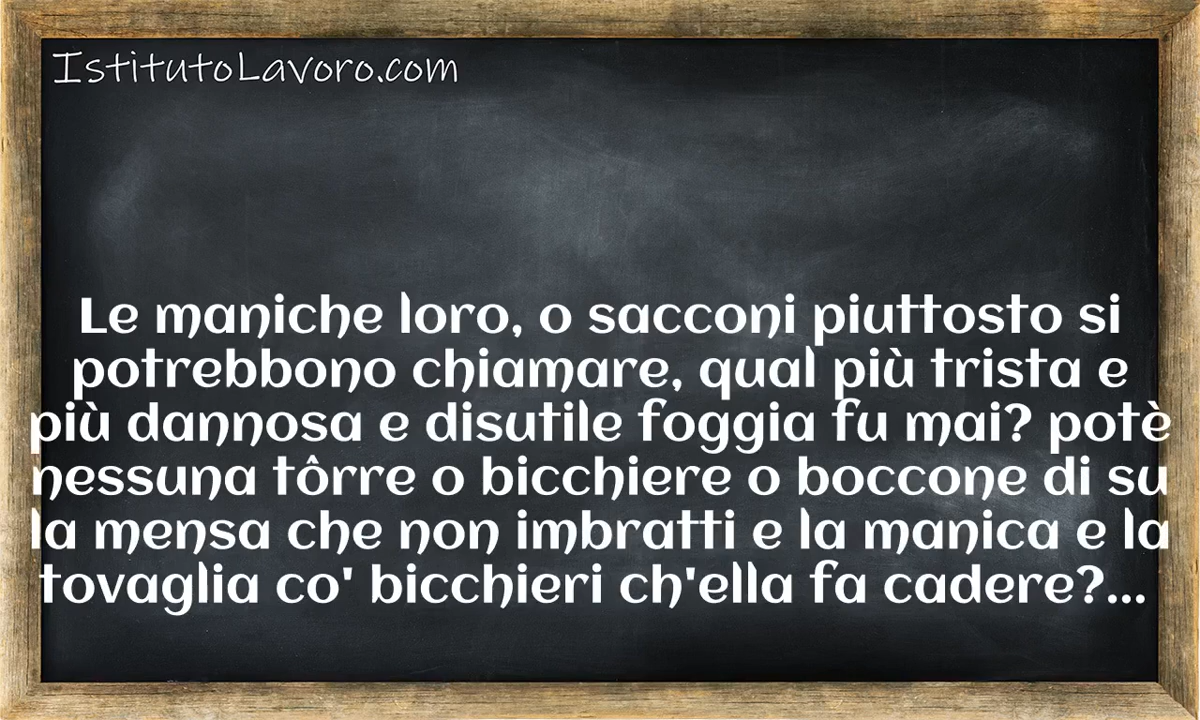 IstitutoLavoro.com
Le maniche loro, o sacconi piuttosto si
potrebbono chiamare, qual più trista e
più dannosa e disutile foggia fu mai? potè
nessuna tôrre o bicchiere o boccone di su
la mensa che non imbratti e la manica e la
tovaglia co' bicchieri ch'ella fa cadere?...